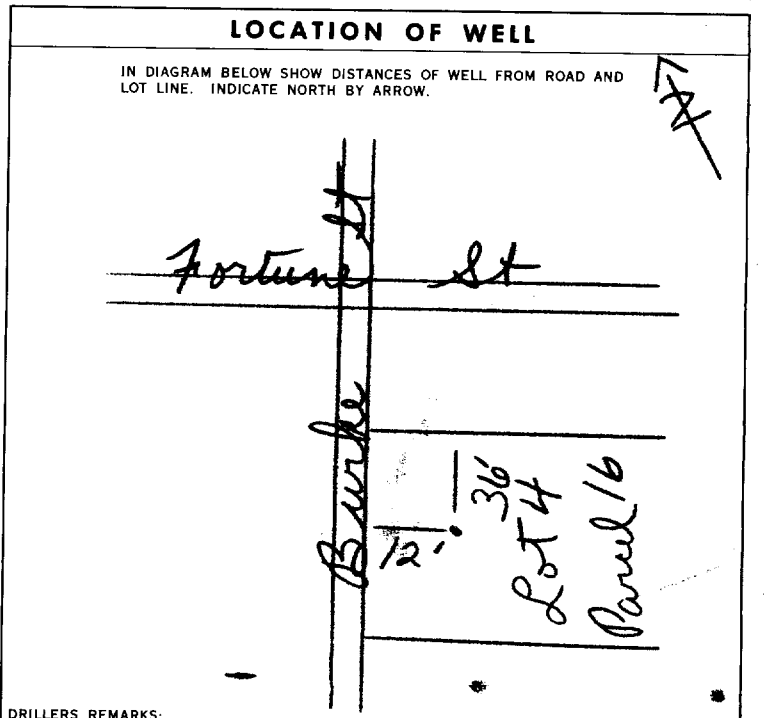 LOCATION OF WELL
IN DIAGRAM BELOW SHOW DISTANCES OF WELL FROM ROAD AND
LOT LINE. INDICATE NORTH BY ARROW.
N
Fortune St
Burke St
12'
36'
Lot 4
Parcel 16
DRILLERS REMARKS: